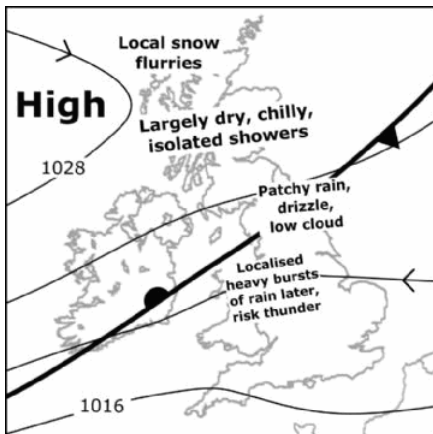 Local snow
flurries
High
Largely dry, chilly,
isolated showers
1028
Patchy rain,
drizzle,
low cloud
Localised
heavy bursts
of rain later,
risk thunder
1016